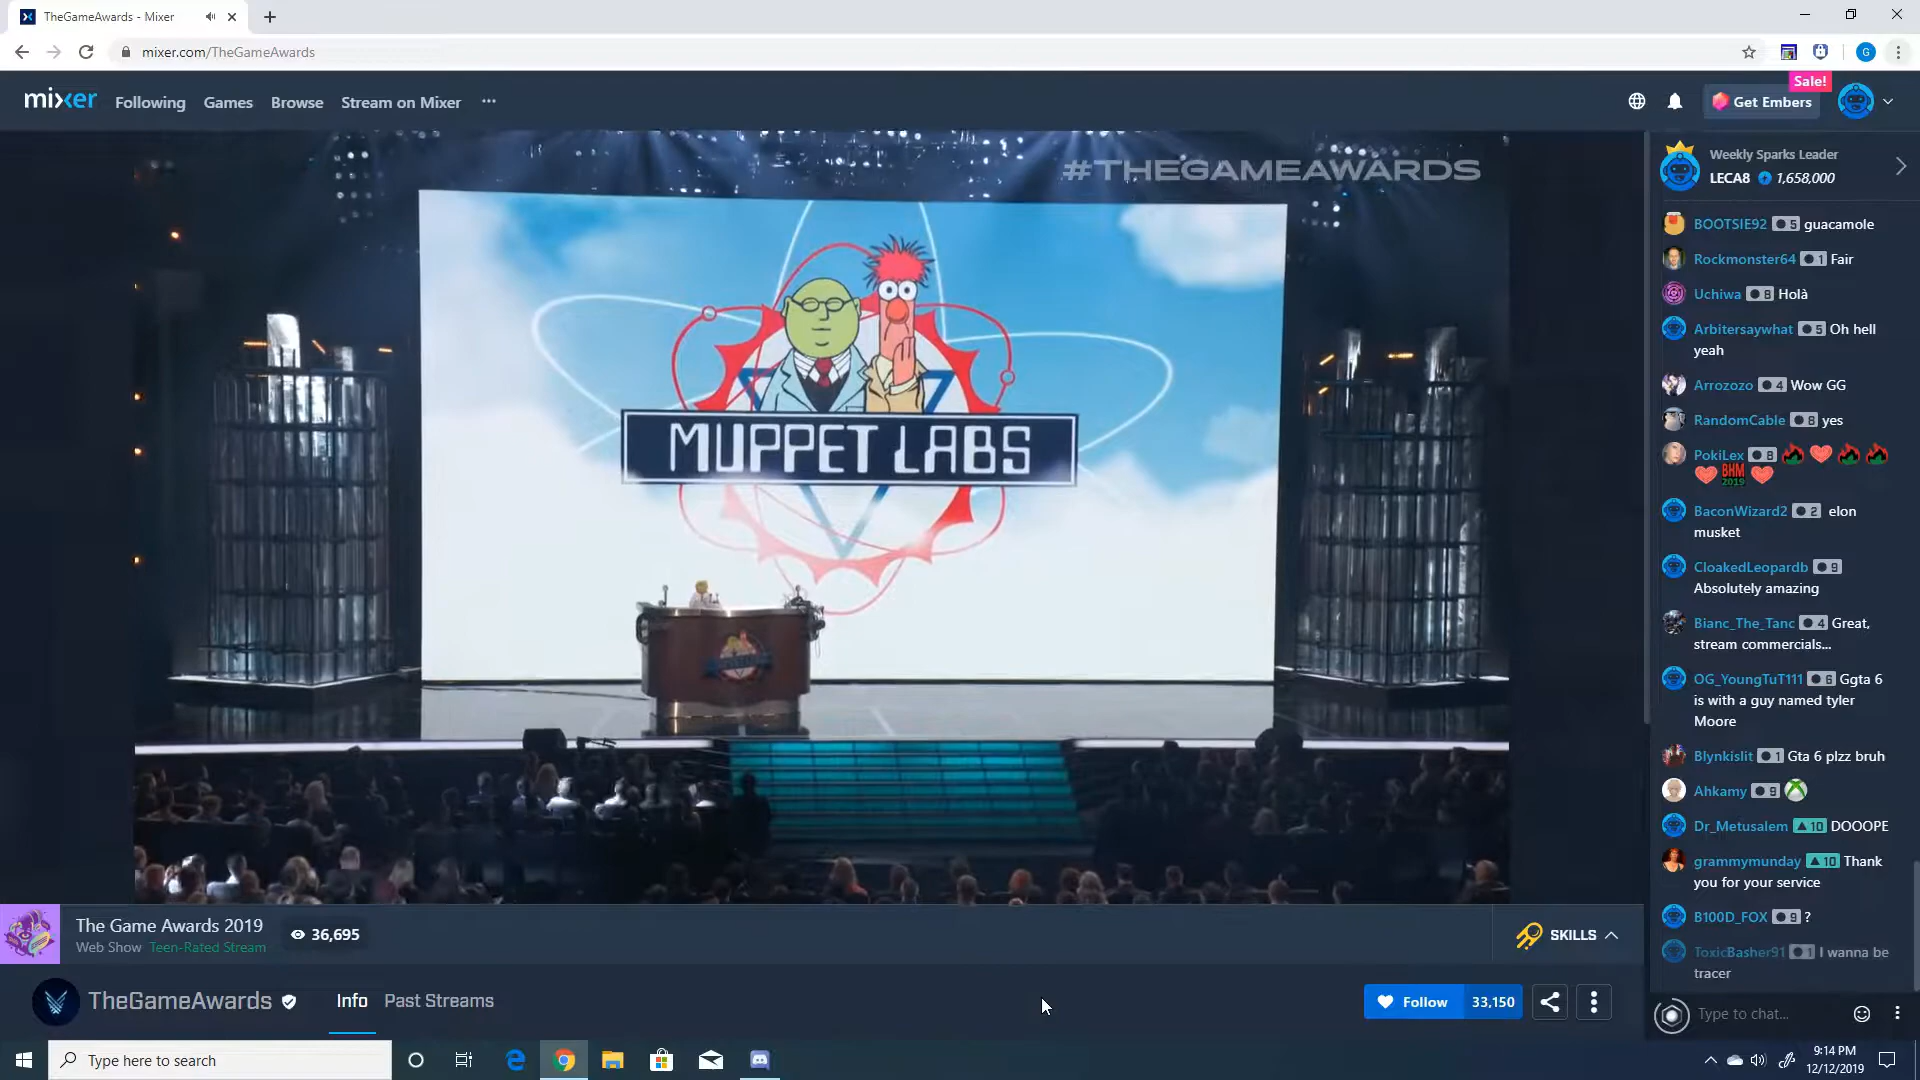 TheGameAwards - Mixer
mixer.com/TheGameAwards
Sale!
mixer Following Games Browse Stream on Mixer ... Get Embers
#THEGAMEAWARDS
MUPPET LABS
Weekly Sparks Leader
LECA8 1,658,000
BOOTSIE92 5 guacamole
Rockmonster64 1 Fair
Uchiwa 8 Holà
Arbitersaywhat 5 Oh hell
yeah
Arrozozo 4 Wow GG
RandomCable 8 yes
PokiLex 8
BHM
2019
BaconWizard2 2 elon
musket
CloakedLeopardb 9
Absolutely amazing
Bianc_The_Tanc 4 Great,
stream commercials...
OG_YoungTuT111 6 Ggta 6
is with a guy named tyler
Moore
Blynkislit 1 Gta 6 plzz bruh
Ahkamy 9
Dr_Metusalem 10 DOOOPE
grammymunday 10 Thank
you for your service
B100D_FOX 9 ?
ToxicBasher91 1 I wanna be
tracer
Type to chat...
The Game Awards 2019 36,695
Web Show Teen-Rated Stream
SKILLS
TheGameAwards Info Past Streams
Follow 33,150
Type here to search
9:14 PM
12/12/2019
G